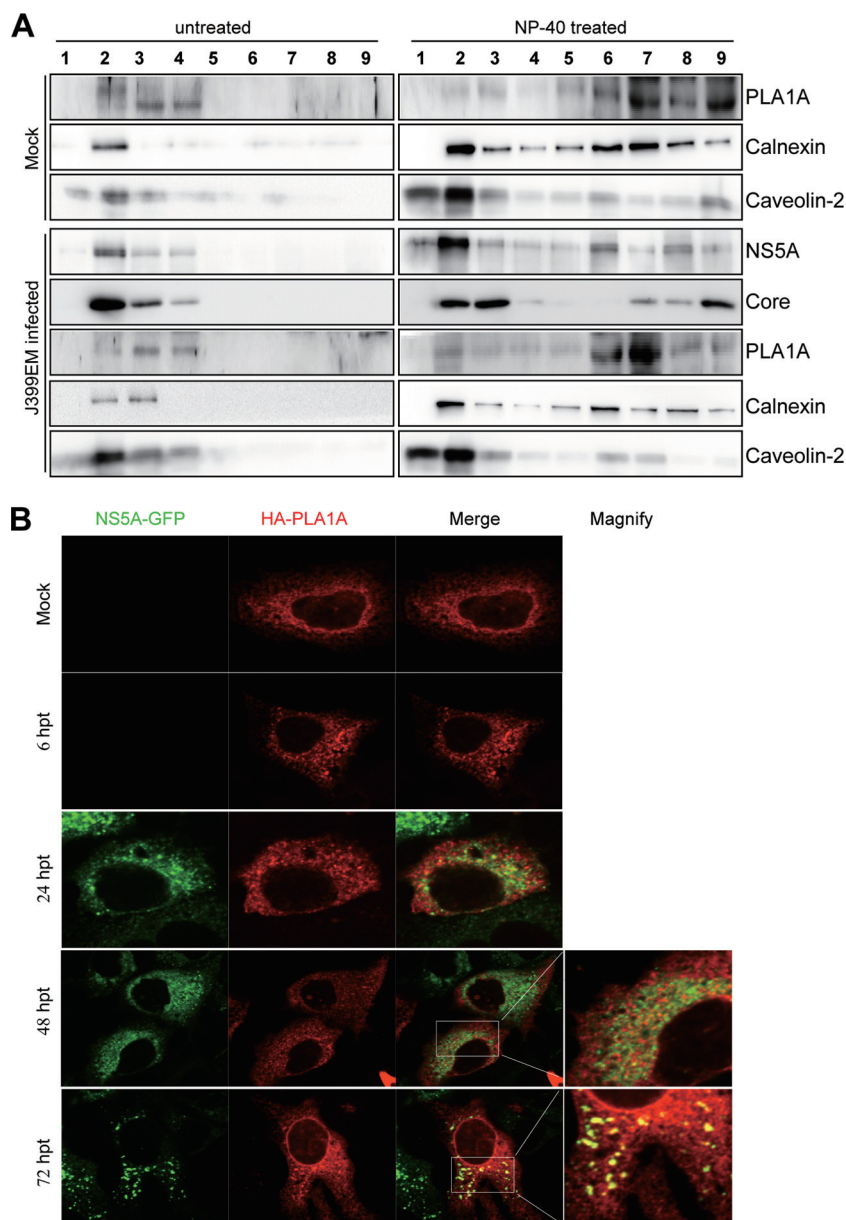 A
untreated NP-40 treated
1 2 3 4 5 6 7 8 9 1 2 3 4 5 6 7 8 9
Mock
PLA1A
Calnexin
Caveolin-2
J399EM infected
NS5A
Core
PLA1A
Calnexin
Caveolin-2
B
NS5A-GFP HA-PLA1A Merge Magnify
Mock
6 hpt
24 hpt
48 hpt
72 hpt